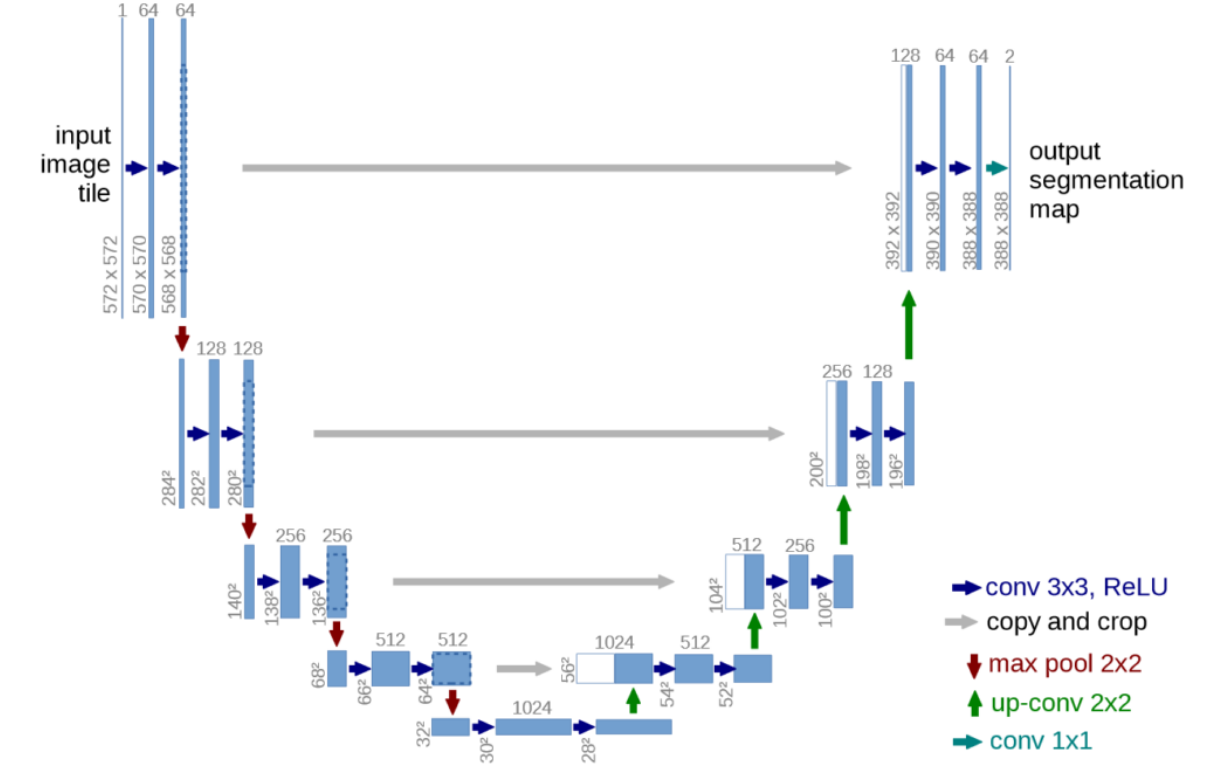 1 64 64
128 64 64 2
input
image
tile
output
segmentation
map
572 x 572
570 x 570
568 x 568
392 x 392
390 x 390
388 x 388
388 x 388
128 128
256 128
284²
282²
280²
200²
198²
196²
256 256
512 256
140²
138²
136²
104²
102²
100²
512 512
1024 512
68²
66²
64²
56²
54²
52²
1024
32²
30²
28²
conv 3x3, ReLU
copy and crop
max pool 2x2
up-conv 2x2
conv 1x1